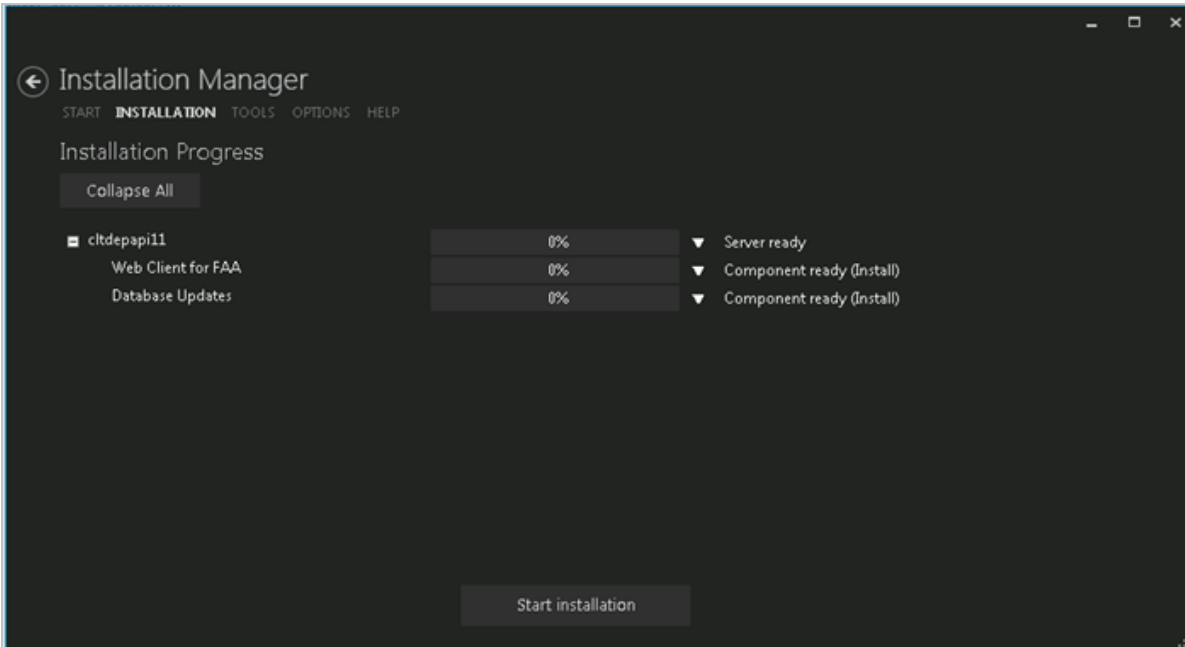 Installation Manager
START INSTALLATION TOOLS OPTIONS HELP
Installation Progress
Collapse All
cltdepapi11 0% Server ready
Web Client for FAA 0% Component ready (Install)
Database Updates 0% Component ready (Install)
Start installation